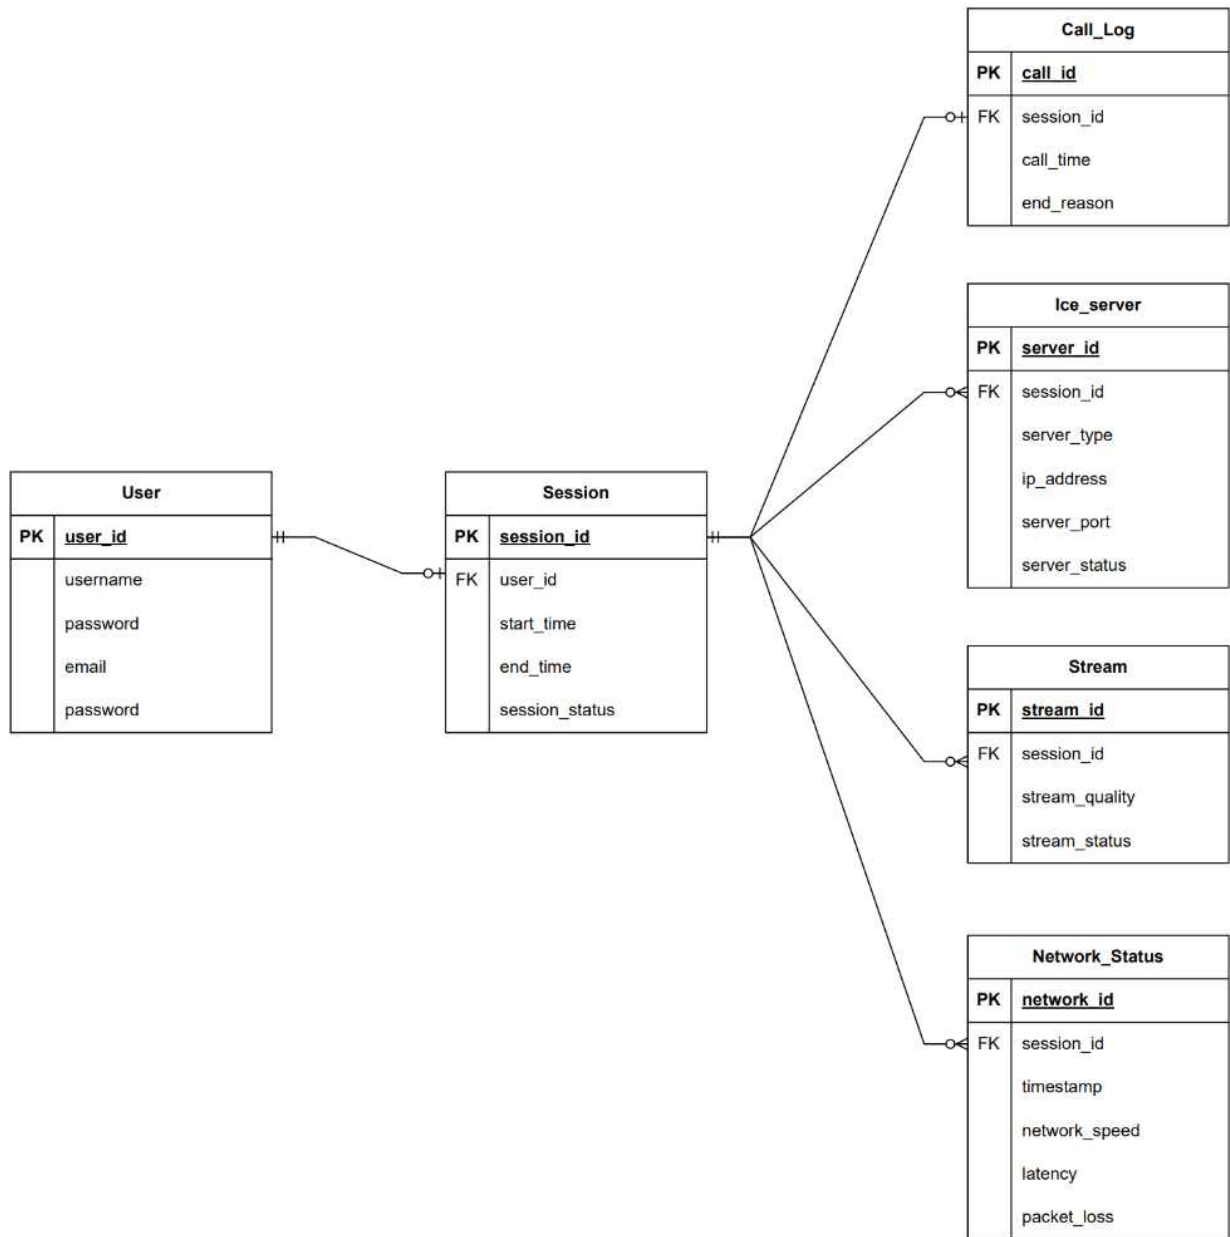 Call_Log
PK call_id
FK session_id
call_time
end_reason
Ice_server
PK server_id
FK session_id
server_type
ip_address
server_port
server_status
User
PK user_id
username
password
email
password
Session
PK session_id
FK user_id
start_time
end_time
session_status
Stream
PK stream_id
FK session_id
stream_quality
stream_status
Network_Status
PK network_id
FK session_id
timestamp
network_speed
latency
packet_loss